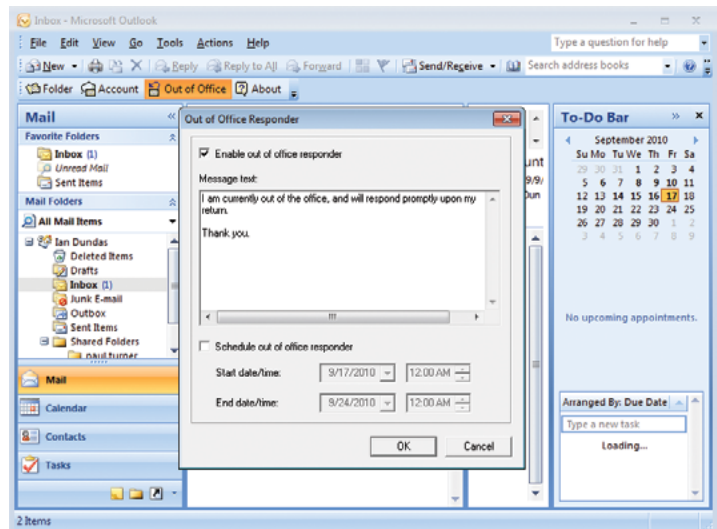 Inbox - Microsoft Outlook
File Edit View Go Tools Actions Help
Type a question for help
New Reply Reply to All Forward Send/Receive Search address books
Folder Account Out of Office About
Mail
Favorite Folders
Inbox (1)
Unread Mail
Sent Items
Mail Folders
All Mail Items
Ian Dundas
Deleted Items
Drafts
Inbox (1)
Junk E-mail
Outbox
Sent Items
Shared Folders
paul.turner
Mail
Calendar
Contacts
Tasks
2 Items
Out of Office Responder
Enable out of office responder
Message text:
I am currently out of the office, and will respond promptly upon my
return.
Thank you.
Schedule out of office responder
Start date/time: 9/17/2010 12:00 AM
End date/time: 9/24/2010 12:00 AM
OK Cancel
unt
9/9/
Dun
To-Do Bar
September 2010
Su Mo Tu We Th Fr Sa
29 30 31 1 2 3 4
5 6 7 8 9 10 11
12 13 14 15 16 17 18
19 20 21 22 23 24 25
26 27 28 29 30 1 2
3 4 5 6 7 8 9
No upcoming appointments.
Arranged By: Due Date
Type a new task
Loading...